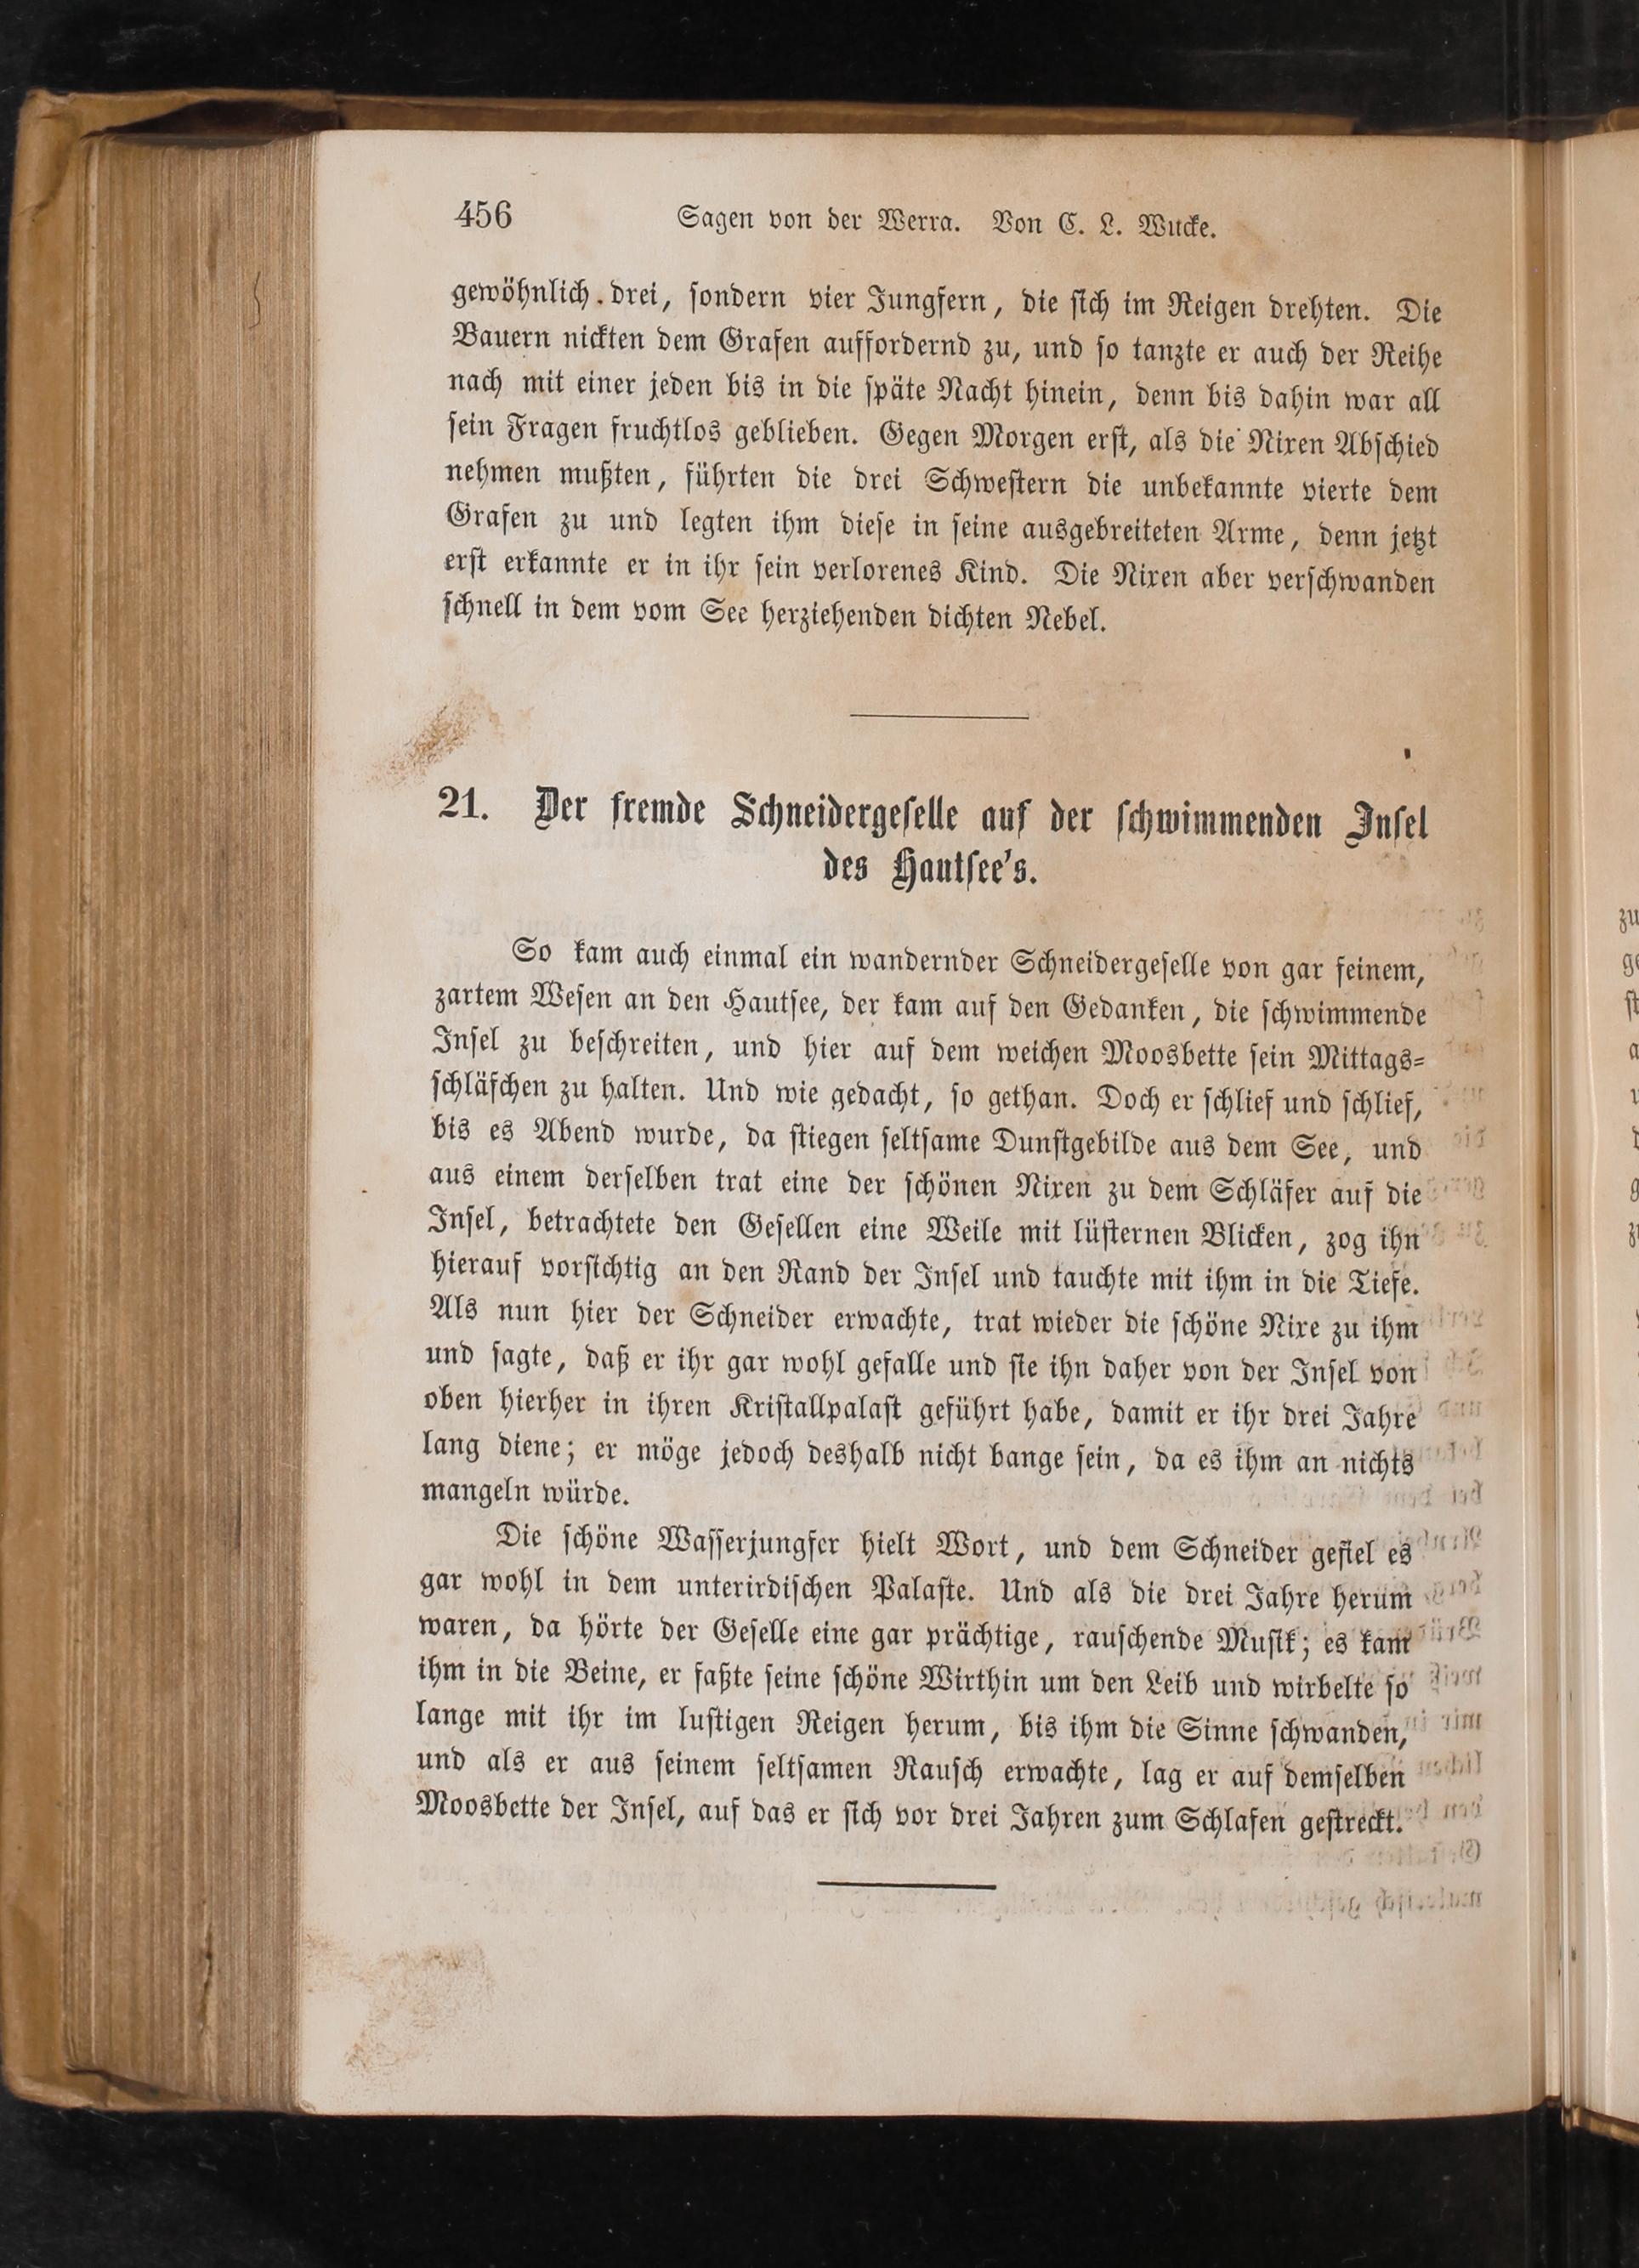 456 Sagen von der Werra. Von C. L. Wucke.
gewöhnlich drei, sondern vier Jungfern, die sich im Reigen drehten. Die
Bauern nickten dem Grafen auffordernd zu, und so tanzte er auch der Reihe
nach mit einer jeden bis in die späte Nacht hinein, denn bis dahin war all
sein Fragen fruchtlos geblieben. Gegen Morgen erst, als die Nixen Abschied
nehmen mußten, führten die drei Schwestern die unbekannte vierte dem
Grafen zu und legten ihm diese in seine ausgebreiteten Arme, denn jetzt
erst erkannte er in ihr sein verlorenes Kind. Die Nixen aber verschwanden
schnell in dem vom See herziehenden dichten Nebel.
21. Der fremde Schneidergeselle auf der schwimmenden Insel
des Hautsee's.
So kam auch einmal ein wandernder Schneidergeselle von gar feinem,
zartem Wesen an den Hautsee, der kam auf den Gedanken, die schwimmende
Insel zu beschreiten, und hier auf dem weichen Moosbette sein Mittags-
schläfchen zu halten. Und wie gedacht, so gethan. Doch er schlief und schlief,
bis es Abend wurde, da stiegen seltsame Dunstgebilde aus dem See, und
aus einem derselben trat eine der schönen Nixen zu dem Schläfer auf die
Insel, betrachtete den Gesellen eine Weile mit lüsternen Blicken, zog ihn
hierauf vorsichtig an den Rand der Insel und tauchte mit ihm in die Tiefe.
Als nun hier der Schneider erwachte, trat wieder die schöne Nixe zu ihm
und sagte, daß er ihr gar wohl gefalle und sie ihn daher von der Insel von
oben hierher in ihren Kristallpalast geführt habe, damit er ihr drei Jahre
lang diene; er möge jedoch deshalb nicht bange sein, da es ihm an nichts
mangeln würde.
Die schöne Wasserjungfer hielt Wort, und dem Schneider gefiel es
gar wohl in dem unterirdischen Palaste. Und als die drei Jahre herum
waren, da hörte der Geselle eine gar prächtige, rauschende Musik; es kam
ihm in die Beine, er faßte seine schöne Wirthin um den Leib und wirbelte so
lange mit ihr im lustigen Reigen herum, bis ihm die Sinne schwanden,
und als er aus seinem seltsamen Rausch erwachte, lag er auf demselben
Moosbette der Insel, auf das er sich vor drei Jahren zum Schlafen gestreckt.